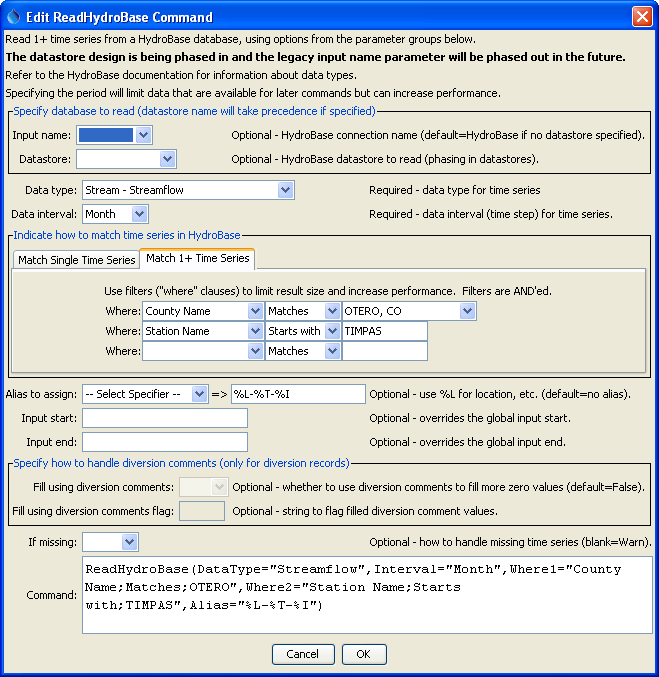 Edit ReadHydroBase Command
Read 1+ time series from a HydroBase database, using options from the parameter groups below.
The datastore design is being phased in and the legacy input name parameter will be phased out in the future.
Refer to the HydroBase documentation for information about data types.
Specifying the period will limit data that are available for later commands but can increase performance.
Specify database to read (datastore name will take precedence if specified)
Input name: Optional - HydroBase connection name (default=HydroBase if no datastore specified).
Datastore: Optional - HydroBase datastore to read (phasing in datastores).
Data type: Stream - Streamflow Required - data type for time series
Data interval: Month Required - data interval (time step) for time series.
Indicate how to match time series in HydroBase
Match Single Time Series Match 1+ Time Series
Use filters ("where" clauses) to limit result size and increase performance. Filters are AND'ed.
Where: County Name Matches OTERO, CO
Where: Station Name Starts with TIMPAS
Where: Matches
Alias to assign: -- Select Specifier -- => %L-%T-%I Optional - use %L for location, etc. (default=no alias).
Input start: Optional - overrides the global input start.
Input end: Optional - overrides the global input end.
Specify how to handle diversion comments (only for diversion records)
Fill using diversion comments: Optional - whether to use diversion comments to fill more zero values (default=False).
Fill using diversion comments flag: Optional - string to flag filled diversion comment values.
If missing: Optional - how to handle missing time series (blank=Warn).
Command: ReadHydroBase(DataType="Streamflow",Interval="Month",Where1="County
Name;Matches;OTERO",Where2="Station Name;Starts
with;TIMPAS",Alias="%L-%T-%I")
Cancel OK